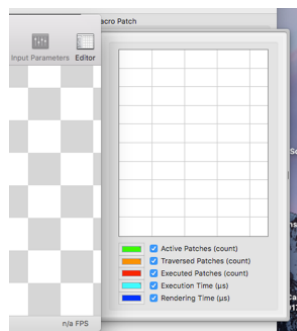 acro Patch
Input Parameters Editor
Active Patches (count)
Traversed Patches (count)
Executed Patches (count)
Execution Time (µs)
Rendering Time (µs)
n/a FPS